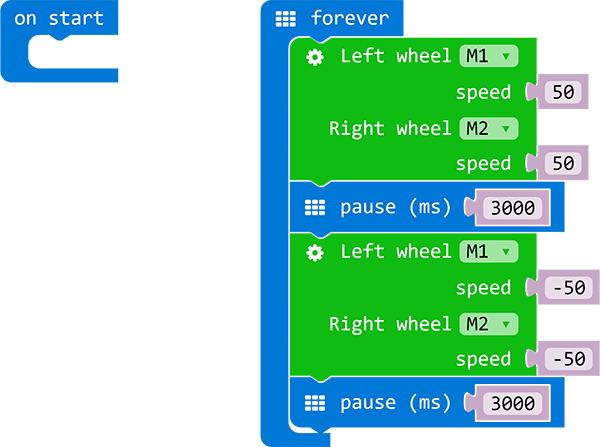 on start
forever
Left wheel M1
speed 50
Right wheel M2
speed 50
pause (ms) 3000
Left wheel M1
speed -50
Right wheel M2
speed -50
pause (ms) 3000